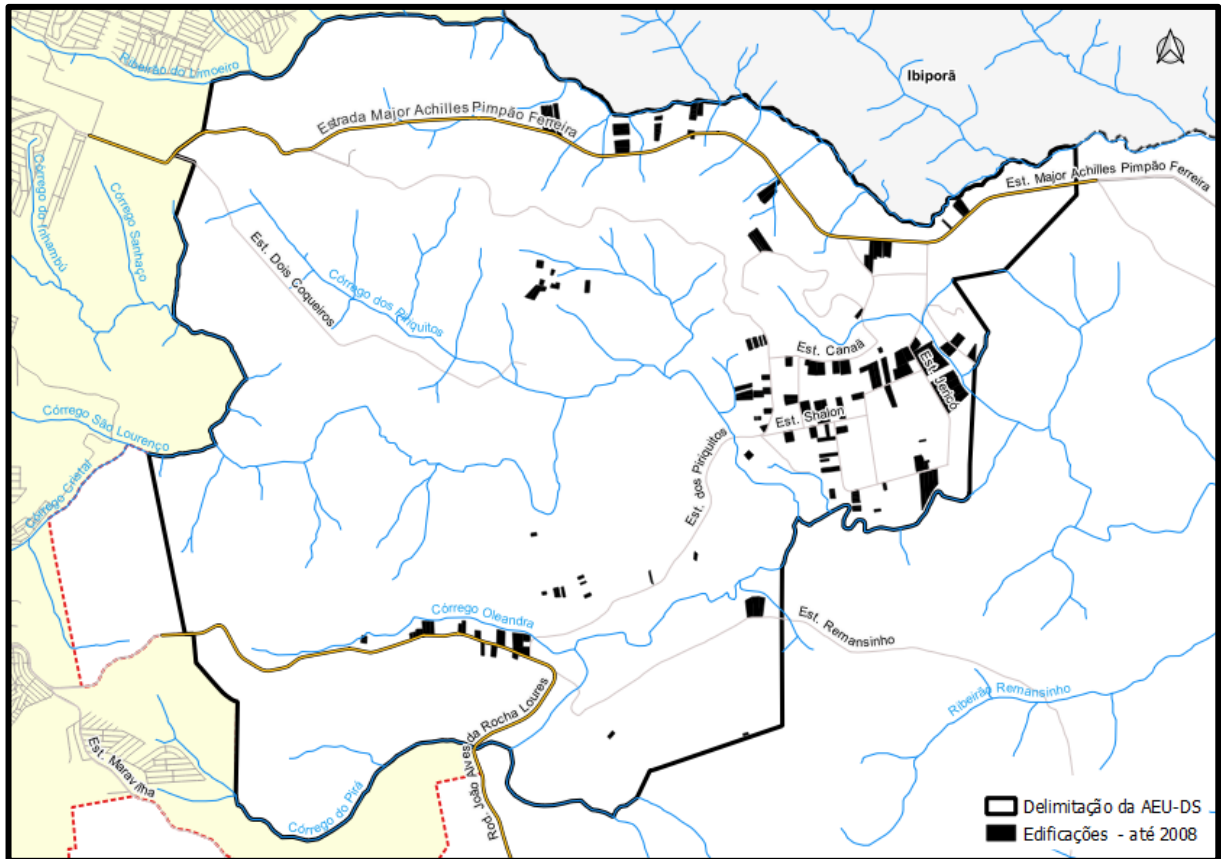 Ribeirão do Limoeiro
Ibiporã
Estrada Major Achilles Pimpão Ferreira
Est. Major Achilles Pimpão Ferreira
Córrego do Inhambú
Córrego Sanhaço
Est. Dois Coqueiros
Córrego dos Piriquitos
Est. Canaã
Est. Jericó
Est. Shalon
Córrego São Lourenço
Córrego Cristal
Est. dos Piriquitos
Córrego Oleandra
Est. Remansinho
Ribeirão Remansinho
Rod. João Alves da Rocha Loures
Est. Maravilha
Córrego do Pirá
Delimitação da AEU-DS
Edificações - até 2008